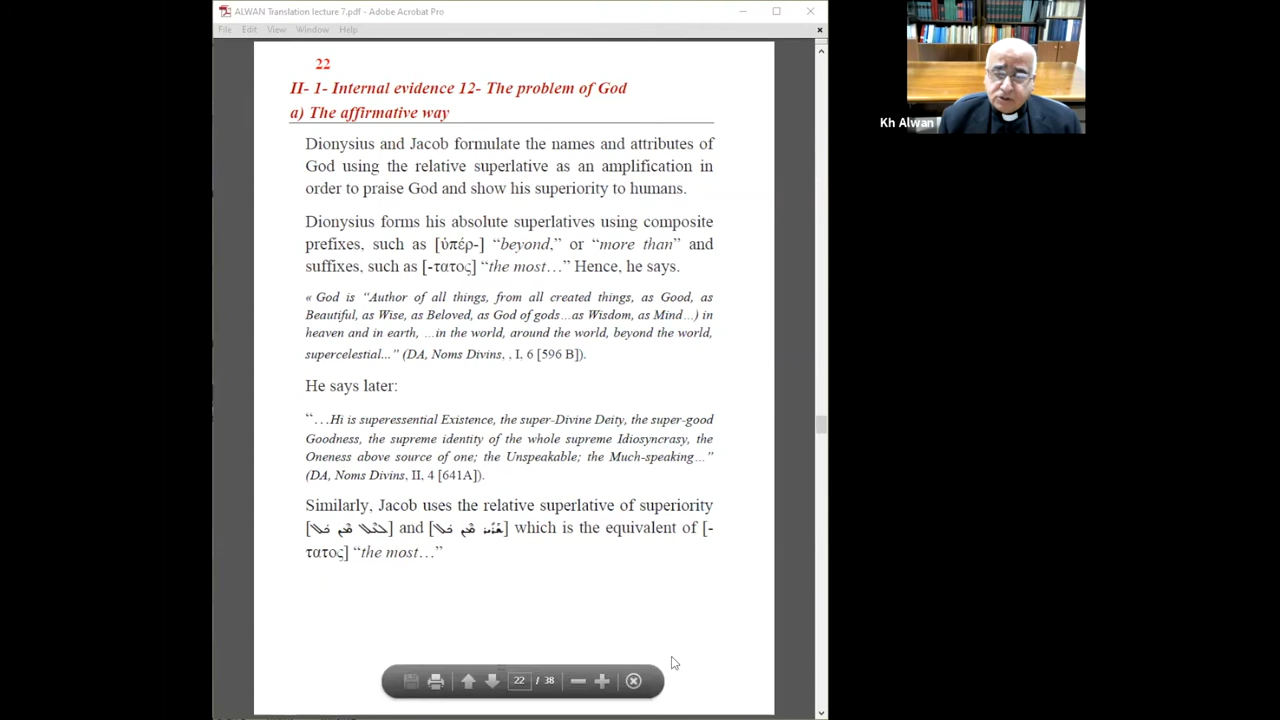 ALWAN Translation lecture 7.pdf - Adobe Acrobat Pro
File Edit View Window Help
22
II- 1- Internal evidence 12- The problem of God
a) The affirmative way
Dionysius and Jacob formulate the names and attributes of
God using the relative superlative as an amplification in
order to praise God and show his superiority to humans.
Dionysius forms his absolute superlatives using composite
prefixes, such as [ὑπέρ-] “beyond,” or “more than” and
suffixes, such as [-τατος] “the most…” Hence, he says.
« God is “Author of all things, from all created things, as Good, as
Beautiful, as Wise, as Beloved, as God of gods…as Wisdom, as Mind…) in
heaven and in earth, …in the world, around the world, beyond the world,
supercelestial...” (DA, Noms Divins, , I, 6 [596 B]).
He says later:
“…Hi is superessential Existence, the super-Divine Deity, the super-good
Goodness, the supreme identity of the whole supreme Idiosyncrasy, the
Oneness above source of one; the Unspeakable; the Much-speaking…”
(DA, Noms Divins, II, 4 [641A]).
Similarly, Jacob uses the relative superlative of superiority
[ ] and [ ] which is the equivalent of [-
τατος] “the most…”
22 / 38
Kh Alwan